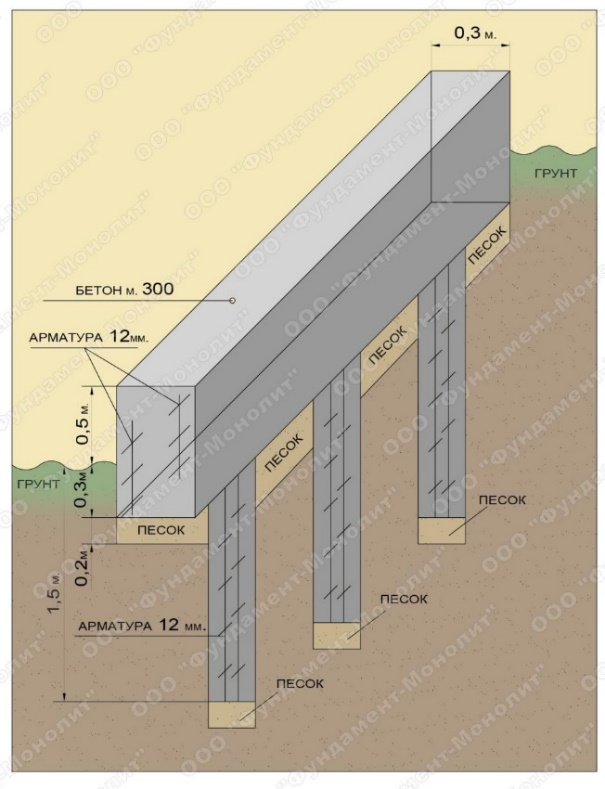 0,3 м.
ГРУНТ
ПЕСОК
БЕТОН м. 300
АРМАТУРА 12мм.
ПЕСОК
0,5 м.
ПЕСОК
ГРУНТ
0,3м
ПЕСОК
ПЕСОК
0,2м
1,5 м.
ПЕСОК
АРМАТУРА 12 мм.
ПЕСОК
ООО "Фундамент-Монолит"